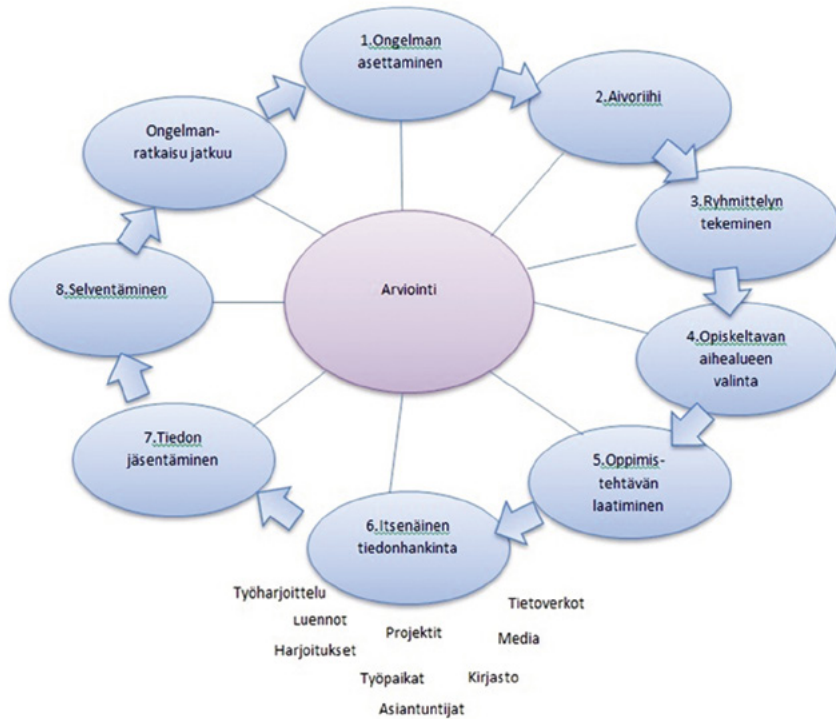 1.Ongelman
asettaminen
2.Aivoriihi
3.Ryhmittelyn
tekeminen
4.Opiskeltavan
aihealueen
valinta
5.Oppimis-
tehtävän
laatiminen
6.Itsenäinen
tiedonhankinta
7.Tiedon
jäsentäminen
8.Selventäminen
Ongelman-
ratkaisu jatkuu
Arviointi
Työharjoittelu
Luennot
Harjoitukset
Projektit
Tietoverkot
Media
Työpaikat
Kirjasto
Asiantuntijat